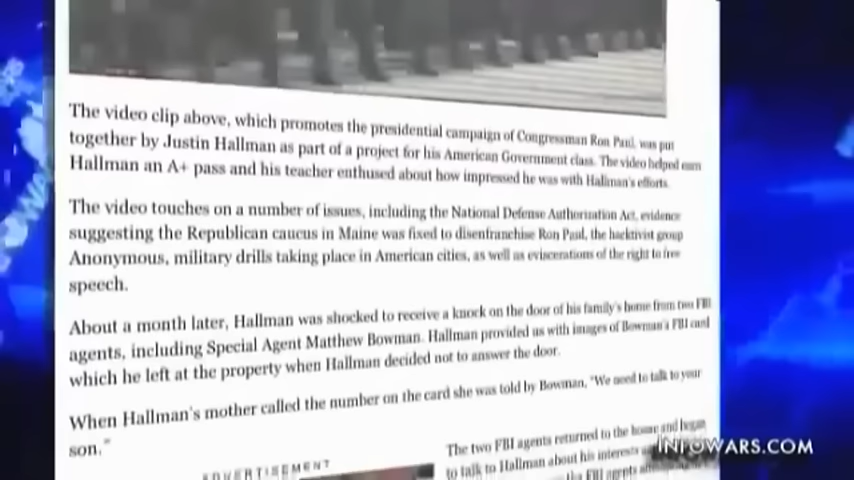 The video clip above, which promotes the presidential campaign of Congressman Ron Paul, was put
together by Justin Hallman as part of a project for his American Government class. The video helped earn
Hallman an A+ pass and his teacher enthused about how impressed he was with Hallman's efforts.
The video touches on a number of issues, including the National Defense Authorization Act, evidence
suggesting the Republican caucus in Maine was fixed to disenfranchise Ron Paul, the hacktivist group
Anonymous, military drills taking place in American cities, as well as eviscerations of the right to free
speech.
About a month later, Hallman was shocked to receive a knock on the door of his family's home from two FBI
agents, including Special Agent Matthew Bowman. Hallman provided us with images of Bowman's FBI card
which he left at the property when Hallman decided not to answer the door.
When Hallman's mother called the number on the card she was told by Bowman, "We need to talk to your
son."
ADVERTISEMENT
The two FBI agents returned to the house and began
to talk to Hallman about his interests
the FBI agents
INFOWARS.COM